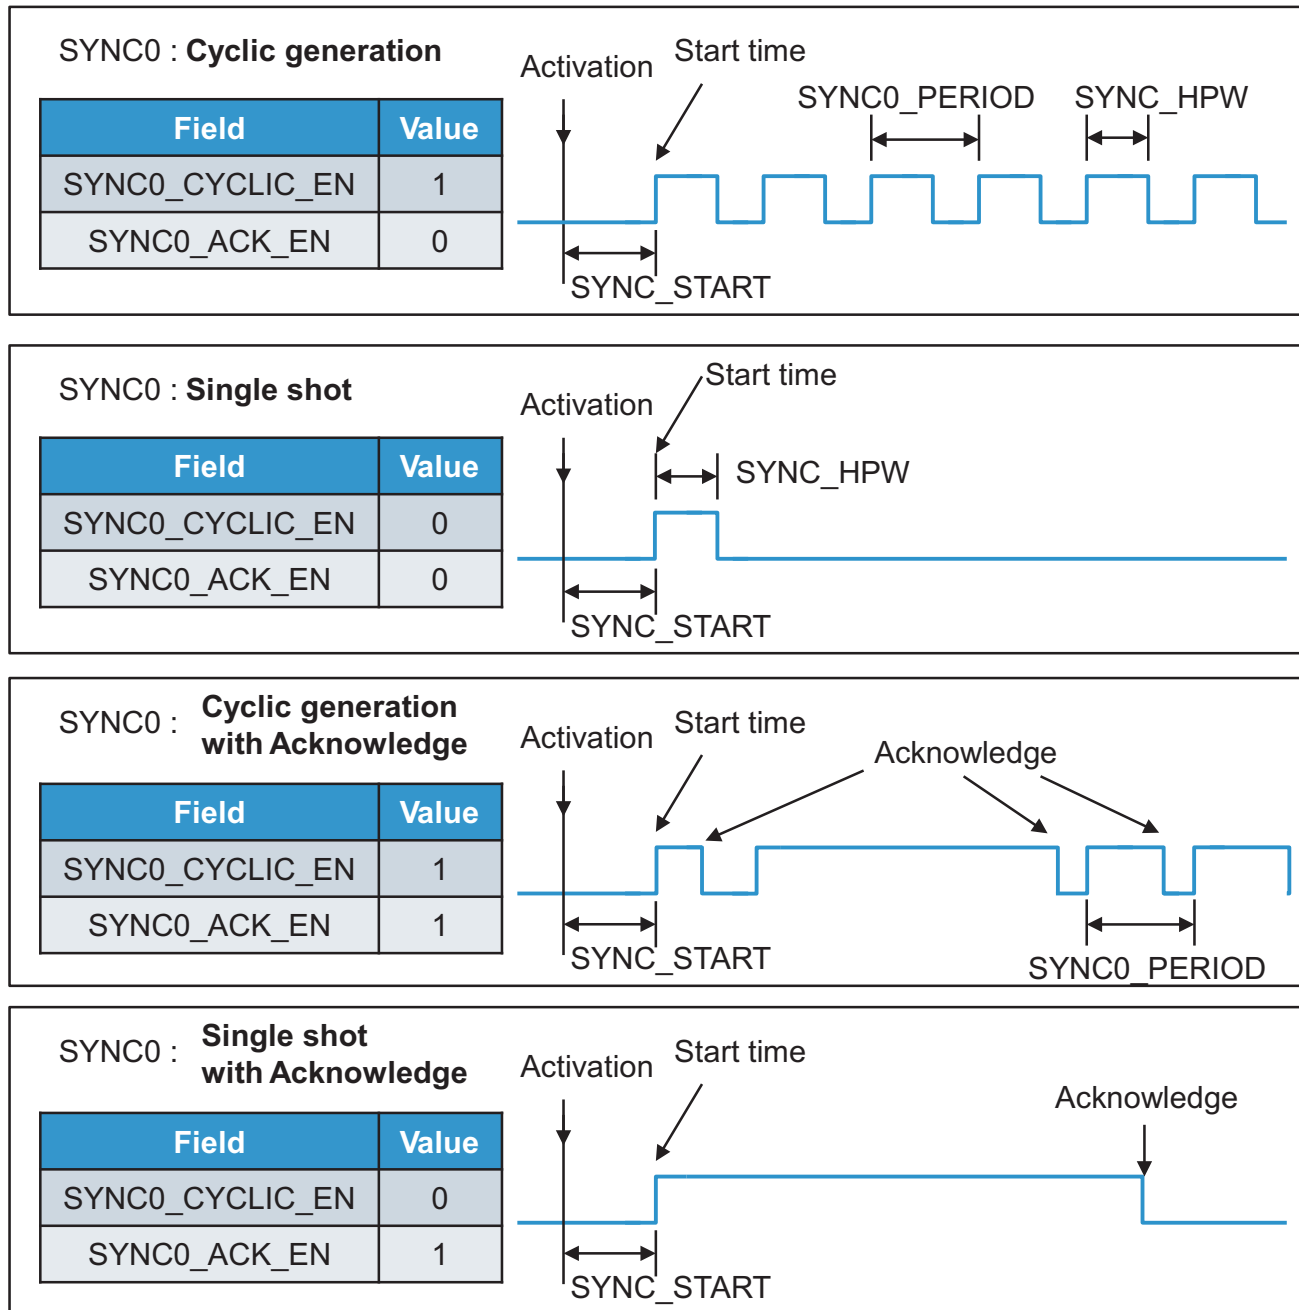 SYNC0 : Cyclic generation
Activation
Start time
SYNC0_PERIOD
SYNC_HPW
Field Value
SYNC0_CYCLIC_EN 1
SYNC0_ACK_EN 0
SYNC_START
SYNC0 : Single shot
Activation
Start time
SYNC_HPW
Field Value
SYNC0_CYCLIC_EN 0
SYNC0_ACK_EN 0
SYNC_START
SYNC0 : Cyclic generation
with Acknowledge
Activation
Start time
Acknowledge
Field Value
SYNC0_CYCLIC_EN 1
SYNC0_ACK_EN 1
SYNC_START
SYNC0_PERIOD
SYNC0 : Single shot
with Acknowledge
Activation
Start time
Acknowledge
Field Value
SYNC0_CYCLIC_EN 0
SYNC0_ACK_EN 1
SYNC_START